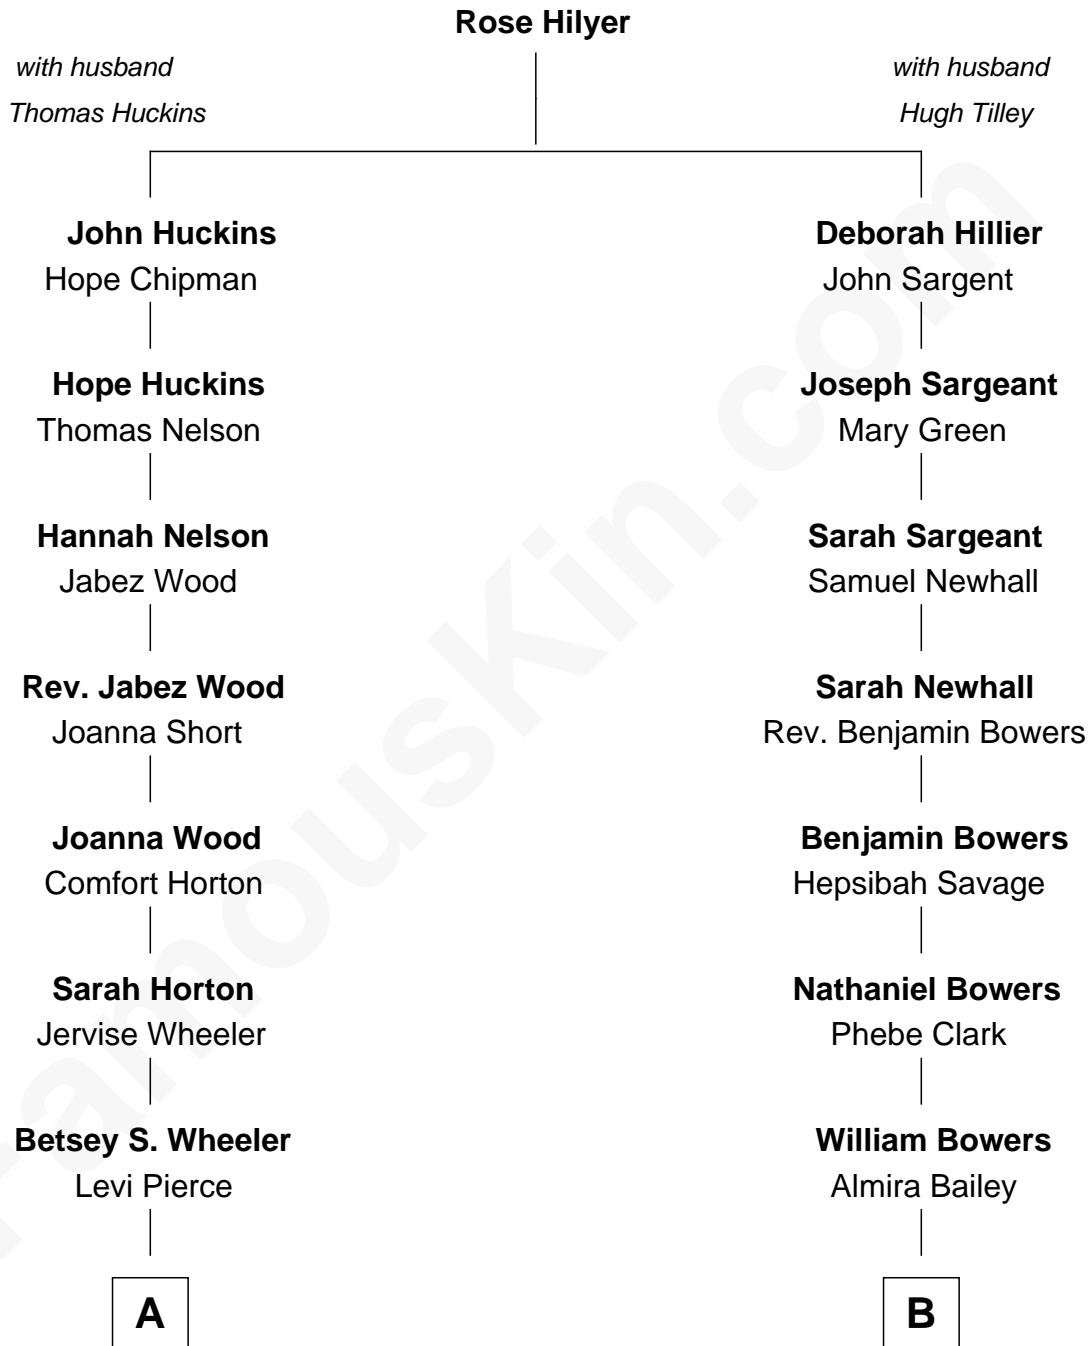 Rose Hilyer
with husband
Thomas Huckins
with husband
Hugh Tilley
John Huckins
Hope Chipman
Hope Huckins
Thomas Nelson
Hannah Nelson
Jabez Wood
Rev. Jabez Wood
Joanna Short
Joanna Wood
Comfort Horton
Sarah Horton
Jervise Wheeler
Betsey S. Wheeler
Levi Pierce
A
Deborah Hillier
John Sargent
Joseph Sargeant
Mary Green
Sarah Sargeant
Samuel Newhall
Sarah Newhall
Rev. Benjamin Bowers
Benjamin Bowers
Hepsibah Savage
Nathaniel Bowers
Phebe Clark
William Bowers
Almira Bailey
B
FamousKin.com